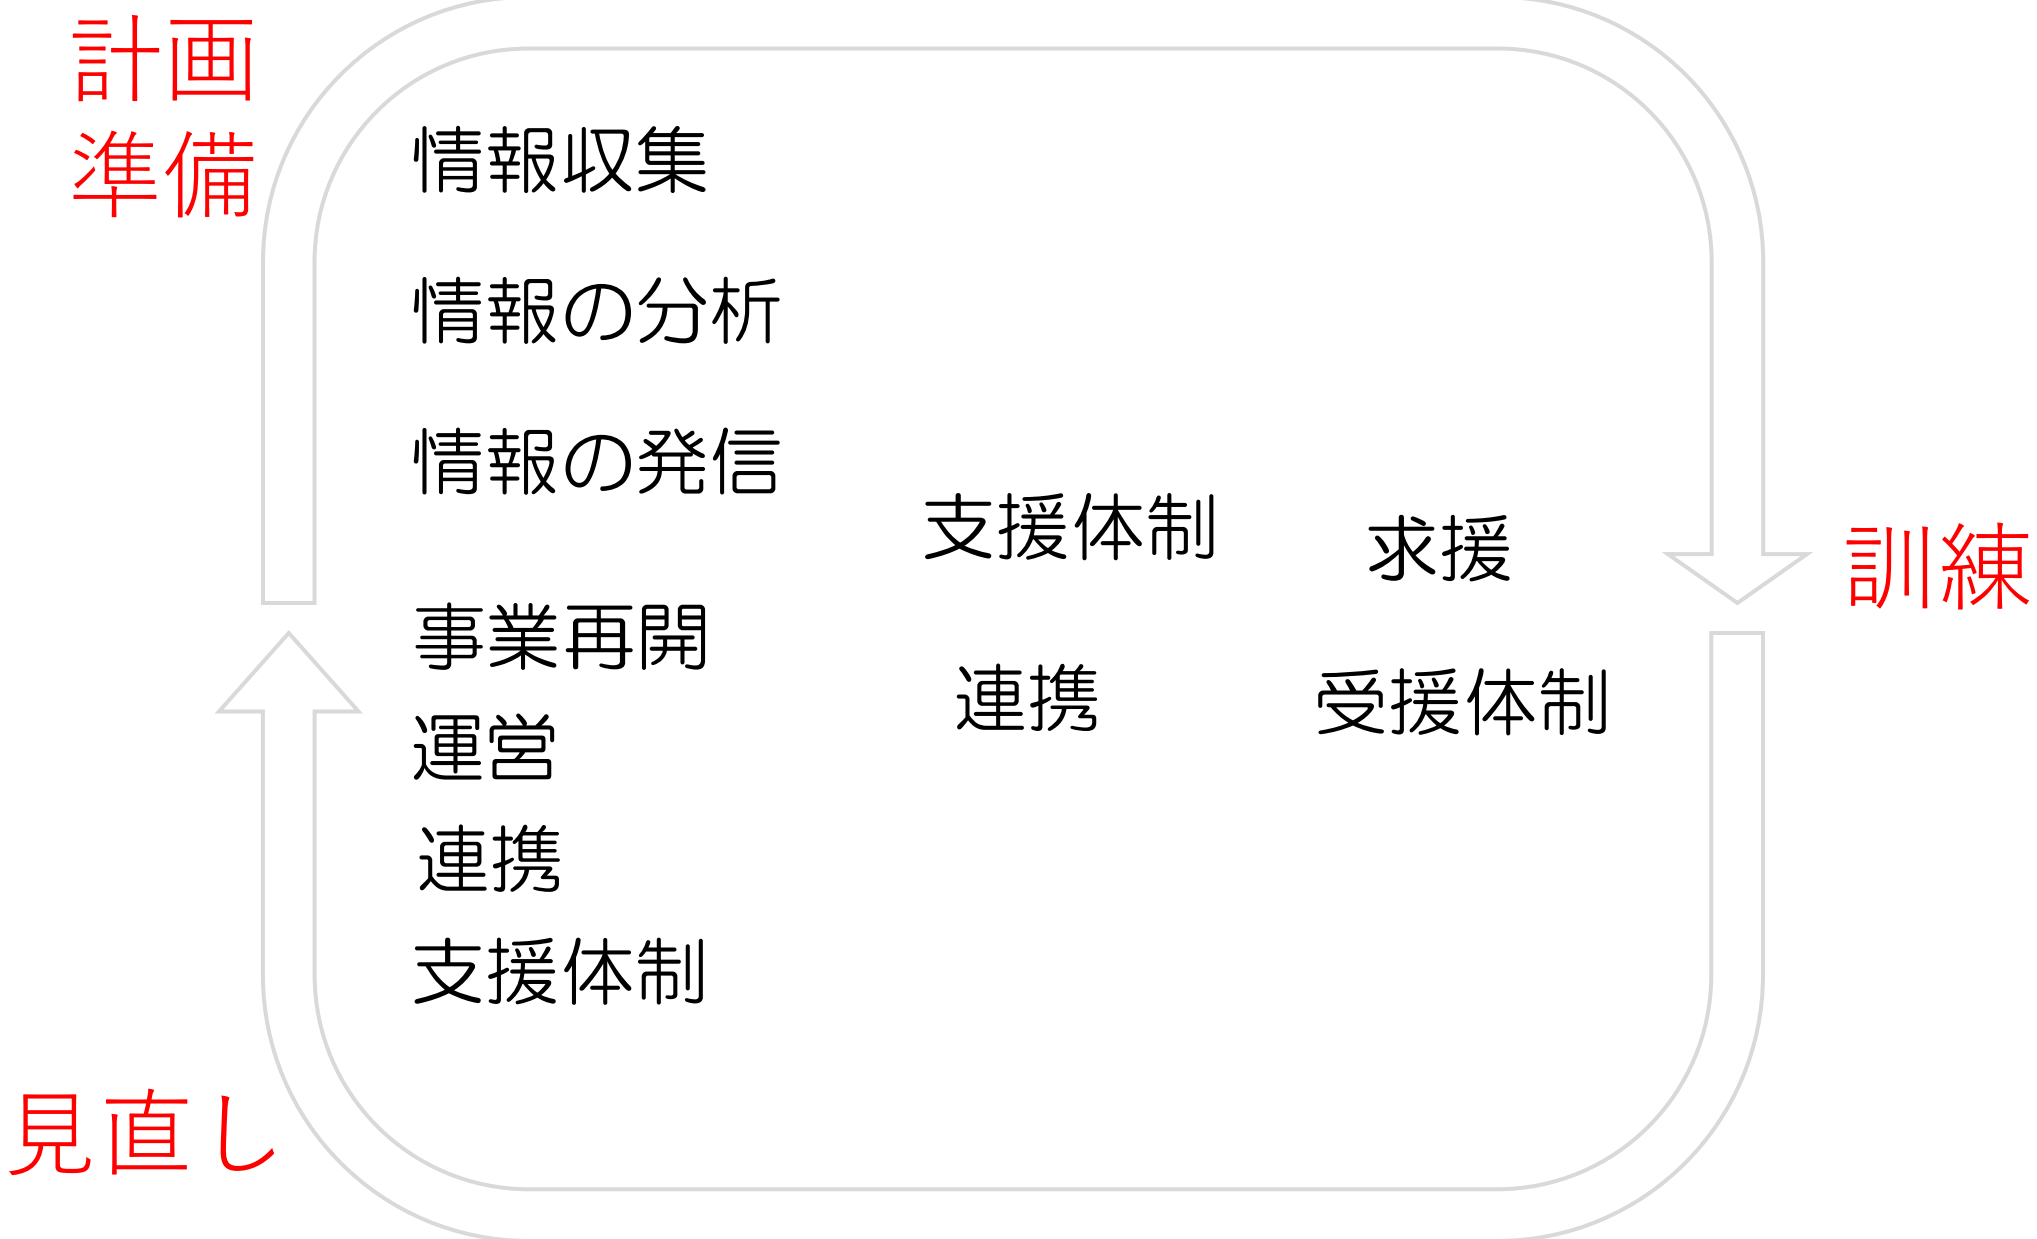 計画
準備
情報収集
情報の分析
情報の発信
事業再開
運営
連携
支援体制
支援体制
連携
求援
受援体制
訓練
見直し